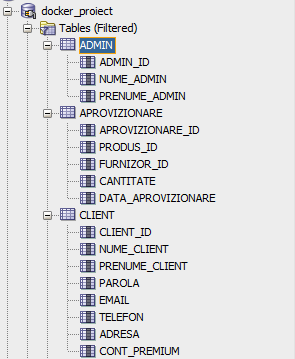 docker_proiect
Tables (Filtered)
ADMIN
ADMIN_ID
NUME_ADMIN
PRENUME_ADMIN
APROVIZIONARE
APROVIZIONARE_ID
PRODUS_ID
FURNIZOR_ID
CANTITATE
DATA_APROVIZIONARE
CLIENT
CLIENT_ID
NUME_CLIENT
PRENUME_CLIENT
PAROLA
EMAIL
TELEFON
ADRESA
CONT_PREMIUM